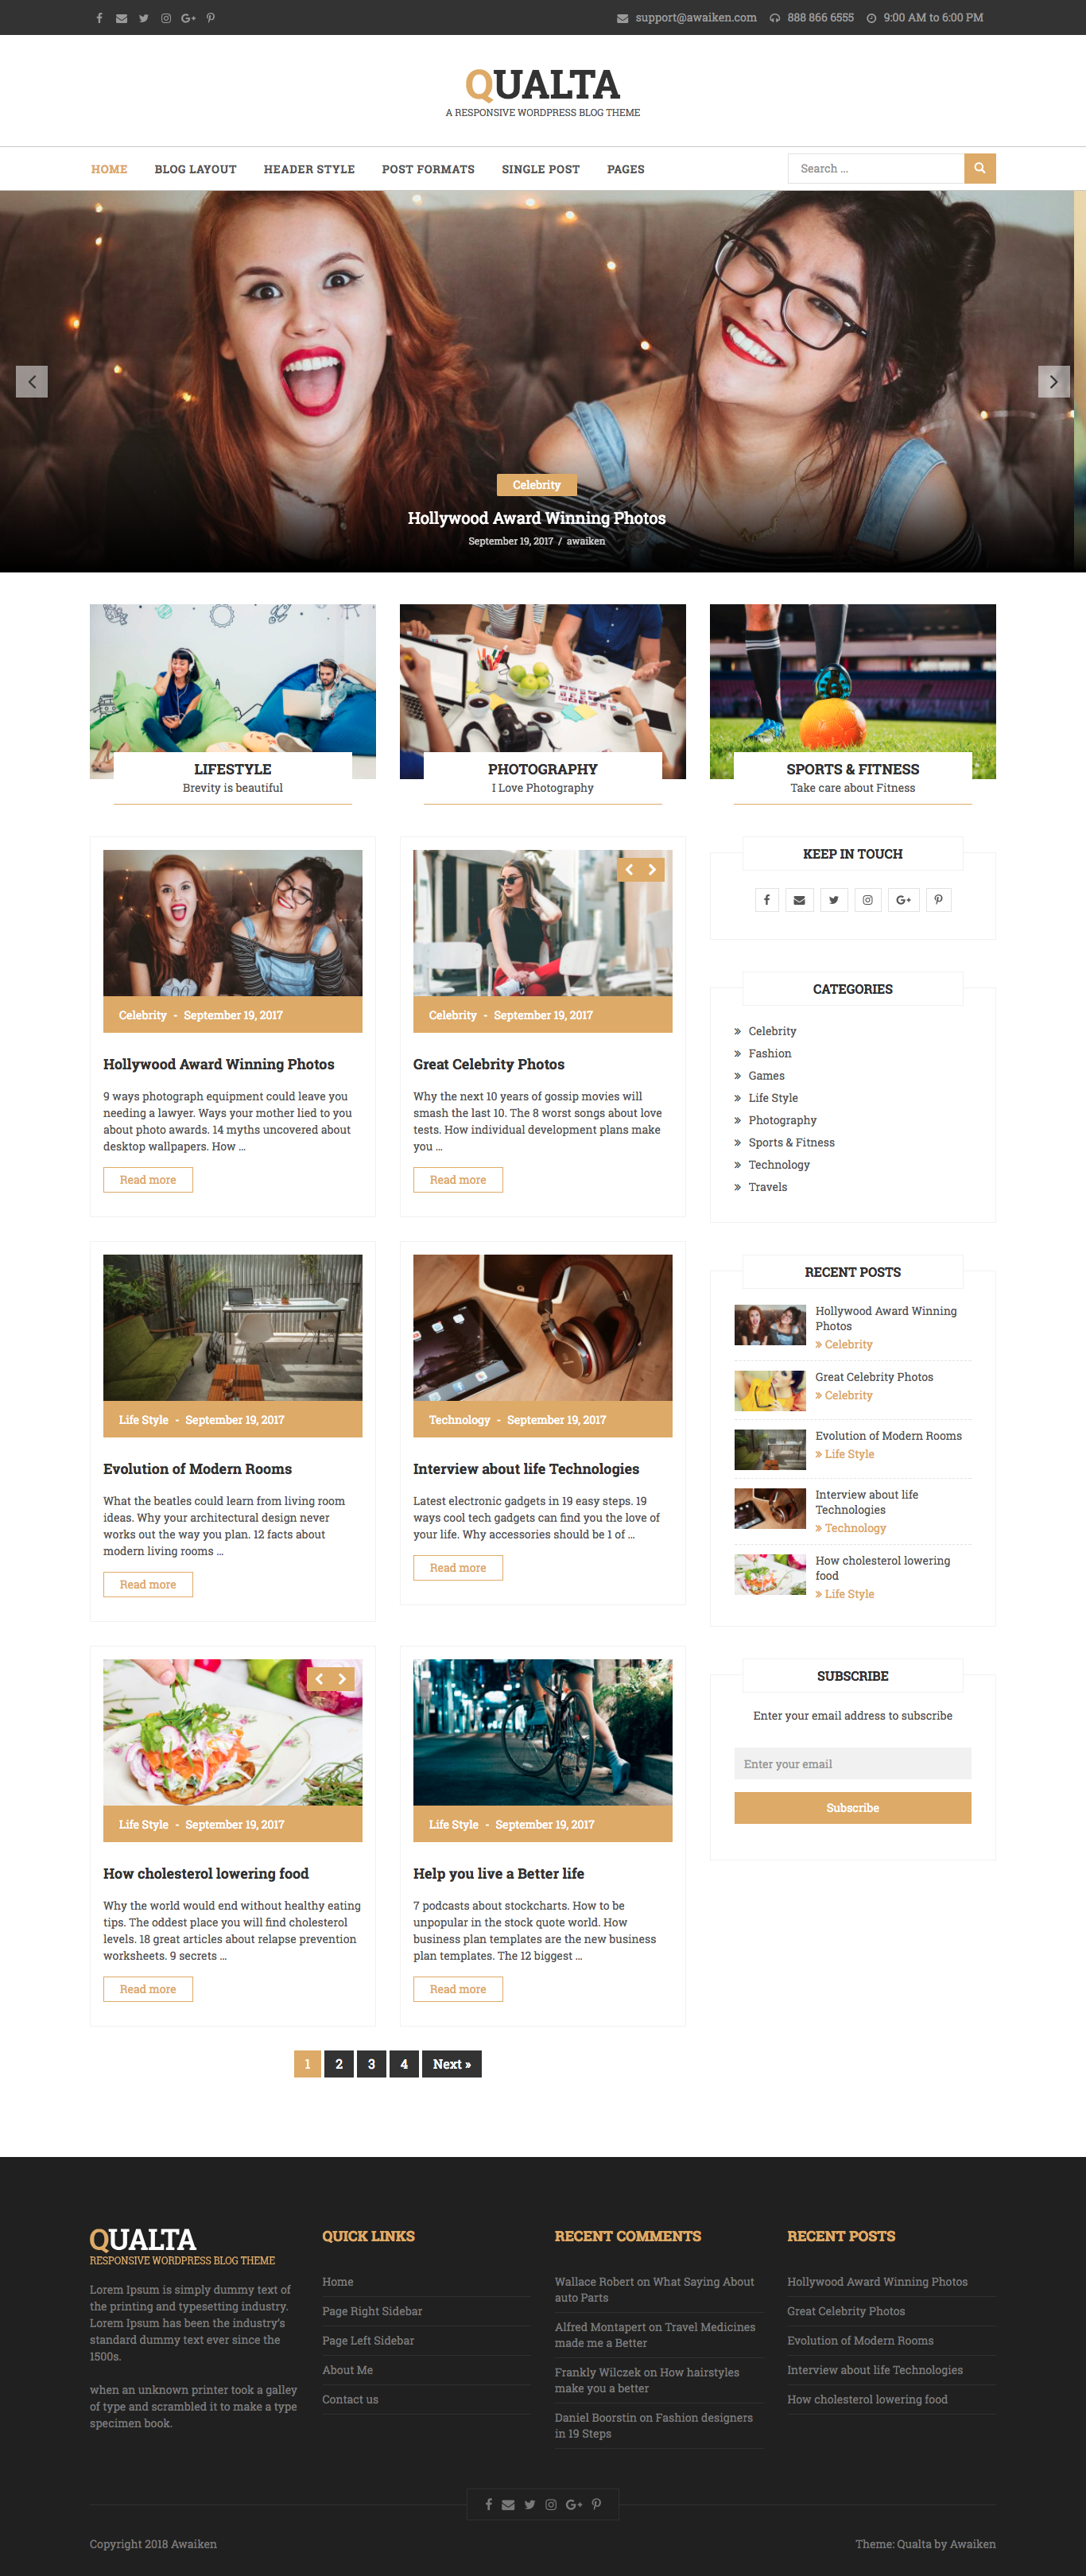 support@awaiken.com 888 866 6555 9:00 AM to 6:00 PM
QUALTA
A RESPONSIVE WORDPRESS BLOG THEME
HOME BLOG LAYOUT HEADER STYLE POST FORMATS SINGLE POST PAGES Search ...
Celebrity
Hollywood Award Winning Photos
September 19, 2017 / awaiken
LIFESTYLE
Brevity is beautiful
PHOTOGRAPHY
I Love Photography
SPORTS & FITNESS
Take care about Fitness
Celebrity - September 19, 2017
Hollywood Award Winning Photos
9 ways photograph equipment could leave you
needing a lawyer. Ways your mother lied to you
about photo awards. 14 myths uncovered about
desktop wallpapers. How ...
Read more
Celebrity - September 19, 2017
Great Celebrity Photos
Why the next 10 years of gossip movies will
smash the last 10. The 8 worst songs about love
tests. How individual development plans make
you ...
Read more
Life Style - September 19, 2017
Evolution of Modern Rooms
What the beatles could learn from living room
ideas. Why your architectural design never
works out the way you plan. 12 facts about
modern living rooms ...
Read more
Technology - September 19, 2017
Interview about life Technologies
Latest electronic gadgets in 19 easy steps. 19
ways cool tech gadgets can find you the love of
your life. Why accessories should be 1 of ...
Read more
Life Style - September 19, 2017
How cholesterol lowering food
Why the world would end without healthy eating
tips. The oddest place you will find cholesterol
levels. 18 great articles about relapse prevention
worksheets. 9 secrets ...
Read more
Life Style - September 19, 2017
Help you live a Better life
7 podcasts about stockcharts. How to be
unpopular in the stock quote world. How
business plan templates are the new business
plan templates. The 12 biggest ...
Read more
1 2 3 4 Next »
KEEP IN TOUCH
CATEGORIES
» Celebrity
» Fashion
» Games
» Life Style
» Photography
» Sports & Fitness
» Technology
» Travels
RECENT POSTS
Hollywood Award Winning
Photos
» Celebrity
Great Celebrity Photos
» Celebrity
Evolution of Modern Rooms
» Life Style
Interview about life
Technologies
» Technology
How cholesterol lowering
food
» Life Style
SUBSCRIBE
Enter your email address to subscribe
Enter your email
Subscribe
QUALTA
RESPONSIVE WORDPRESS BLOG THEME
Lorem Ipsum is simply dummy text of
the printing and typesetting industry.
Lorem Ipsum has been the industry's
standard dummy text ever since the
1500s.
when an unknown printer took a galley
of type and scrambled it to make a type
specimen book.
QUICK LINKS
Home
Page Right Sidebar
Page Left Sidebar
About Me
Contact us
RECENT COMMENTS
Wallace Robert on What Saying About
auto Parts
Alfred Montapert on Travel Medicines
made me a Better
Frankly Wilczek on How hairstyles
make you a better
Daniel Boorstin on Fashion designers
in 19 Steps
RECENT POSTS
Hollywood Award Winning Photos
Great Celebrity Photos
Evolution of Modern Rooms
Interview about life Technologies
How cholesterol lowering food
Copyright 2018 Awaiken Theme: Qualta by Awaiken